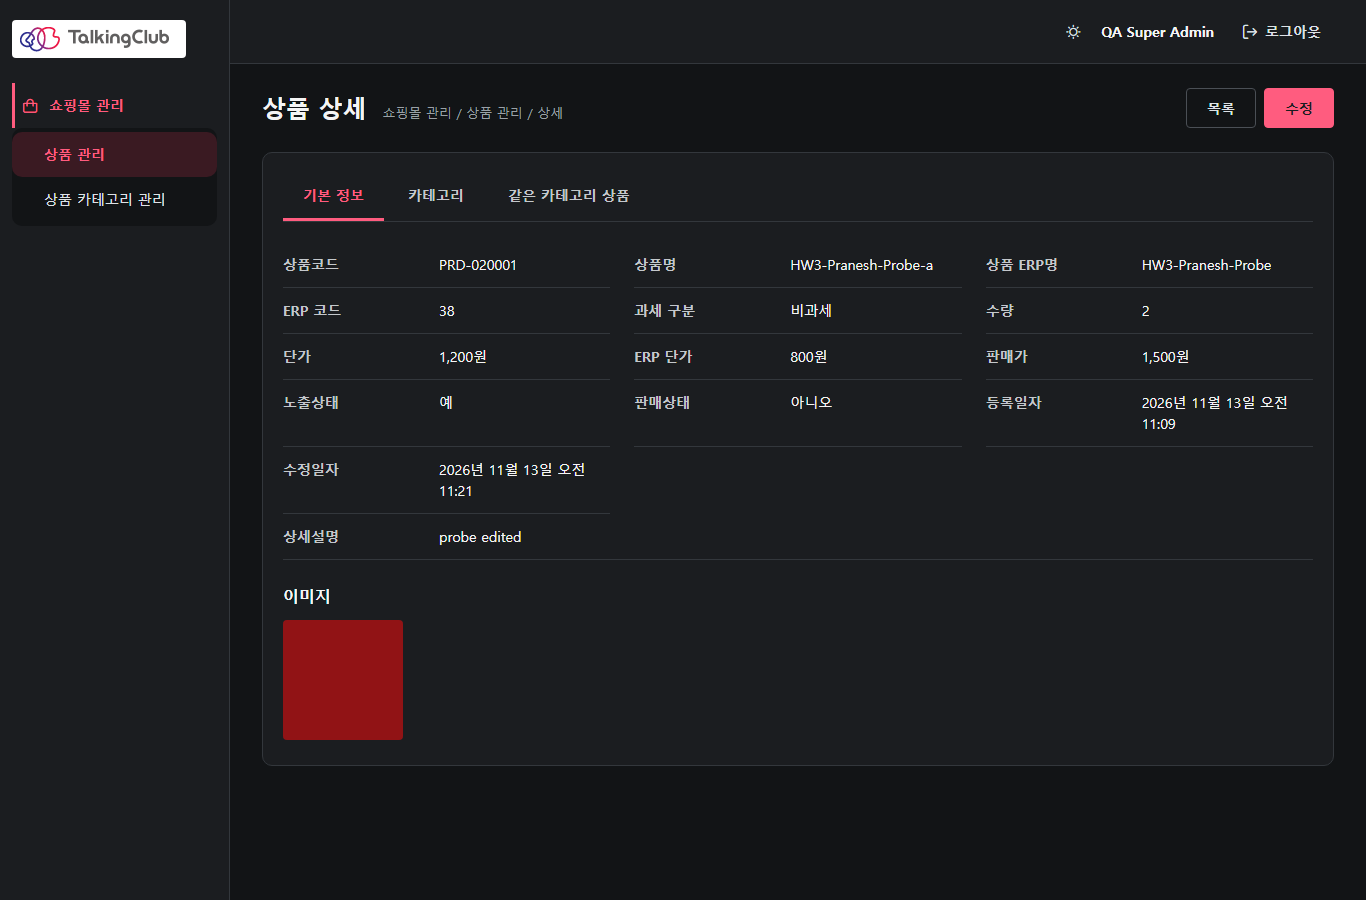 TalkingClub
QA Super Admin
로그아웃
쇼핑몰 관리
상품 관리
상품 카테고리 관리
상품 상세
쇼핑몰 관리 / 상품 관리 / 상세
목록
수정
기본 정보
카테고리
같은 카테고리 상품
상품코드 PRD-020001
상품명 HW3-Pranesh-Probe-a
상품 ERP명 HW3-Pranesh-Probe
ERP 코드 38
과세 구분 비과세
수량 2
단가 1,200원
ERP 단가 800원
판매가 1,500원
노출상태 예
판매상태 아니오
등록일자 2026년 11월 13일 오전
11:09
수정일자 2026년 11월 13일 오전
11:21
상세설명 probe edited
이미지